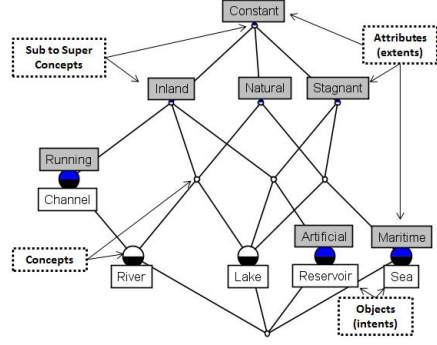 Constant
Sub to Super
Concepts
Attributes
(extents)
Inland
Natural
Stagnant
Running
Channel
Artificial
Maritime
Concepts
River
Lake
Reservoir
Sea
Objects
(intents)